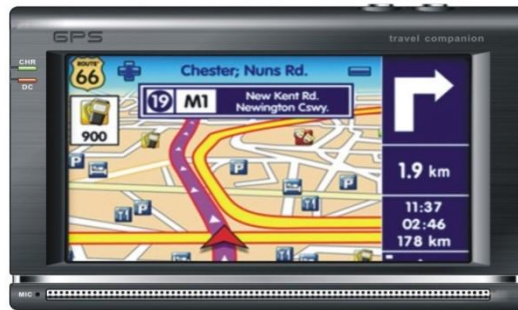 GPS
travel companion
CHR
DC
ROUTE
66
Chester; Nuns Rd.
19 M1
New Kent Rd.
Newington Cswy.
900
P
P
P
P
P
1.9 km
11:37
02:46
178 km
MIC